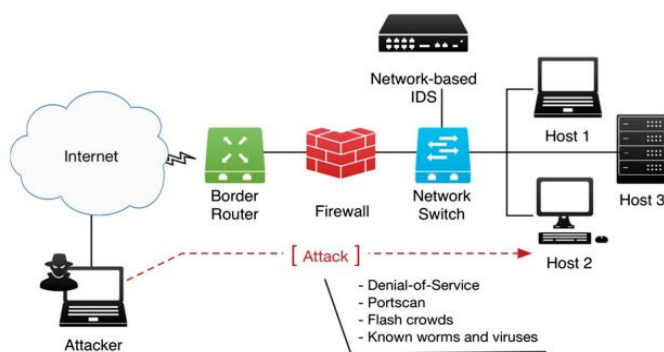 Network-based
IDS
Internet
Border
Router
Firewall
Network
Switch
Host 1
Host 3
Host 2
[ Attack ]
- Denial-of-Service
- Portscan
- Flash crowds
- Known worms and viruses
Attacker